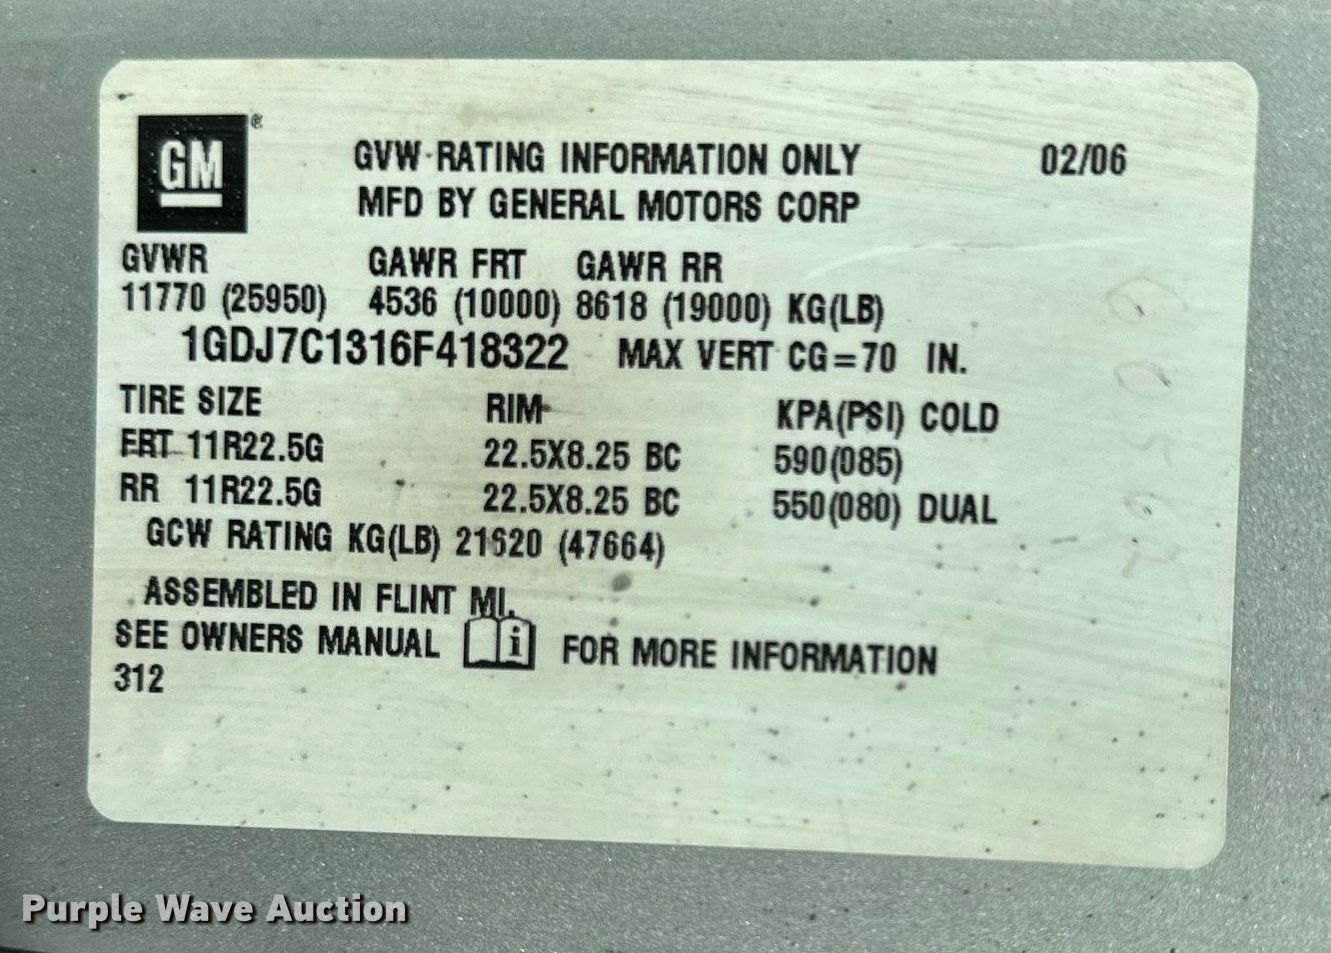 GM ®
GVW RATING INFORMATION ONLY 02/06
MFD BY GENERAL MOTORS CORP
GVWR GAWR FRT GAWR RR
11770 (25950) 4536 (10000) 8618 (19000) KG(LB)
1GDJ7C1316F418322 MAX VERT CG=70 IN.
TIRE SIZE RIM KPA(PSI) COLD
FRT 11R22.5G 22.5X8.25 BC 590(085)
RR 11R22.5G 22.5X8.25 BC 550(080) DUAL
GCW RATING KG(LB) 21620 (47664)
ASSEMBLED IN FLINT MI.
SEE OWNERS MANUAL i FOR MORE INFORMATION
312
Purple Wave Auction